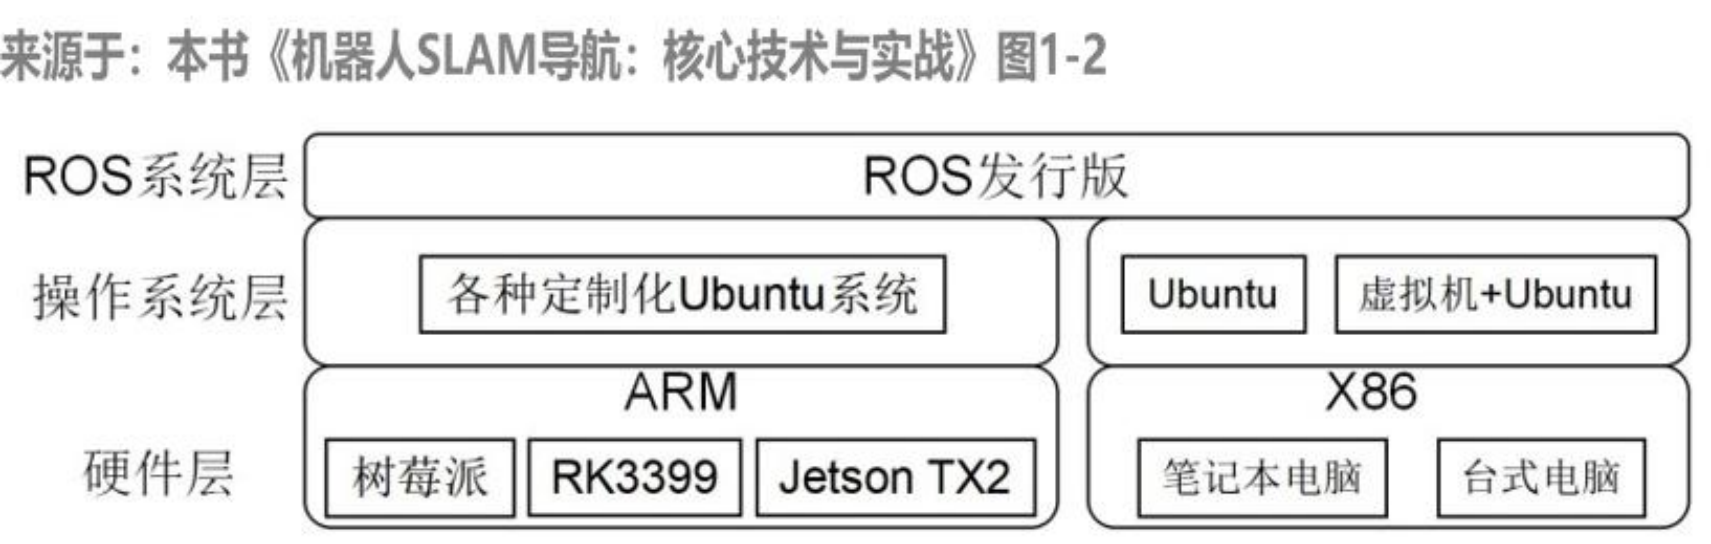 来源于：本书《机器人SLAM导航：核心技术与实战》图1-2
ROS系统层
ROS发行版
操作系统层
各种定制化Ubuntu系统
Ubuntu
虚拟机+Ubuntu
ARM
X86
硬件层
树莓派
RK3399
Jetson TX2
笔记本电脑
台式电脑